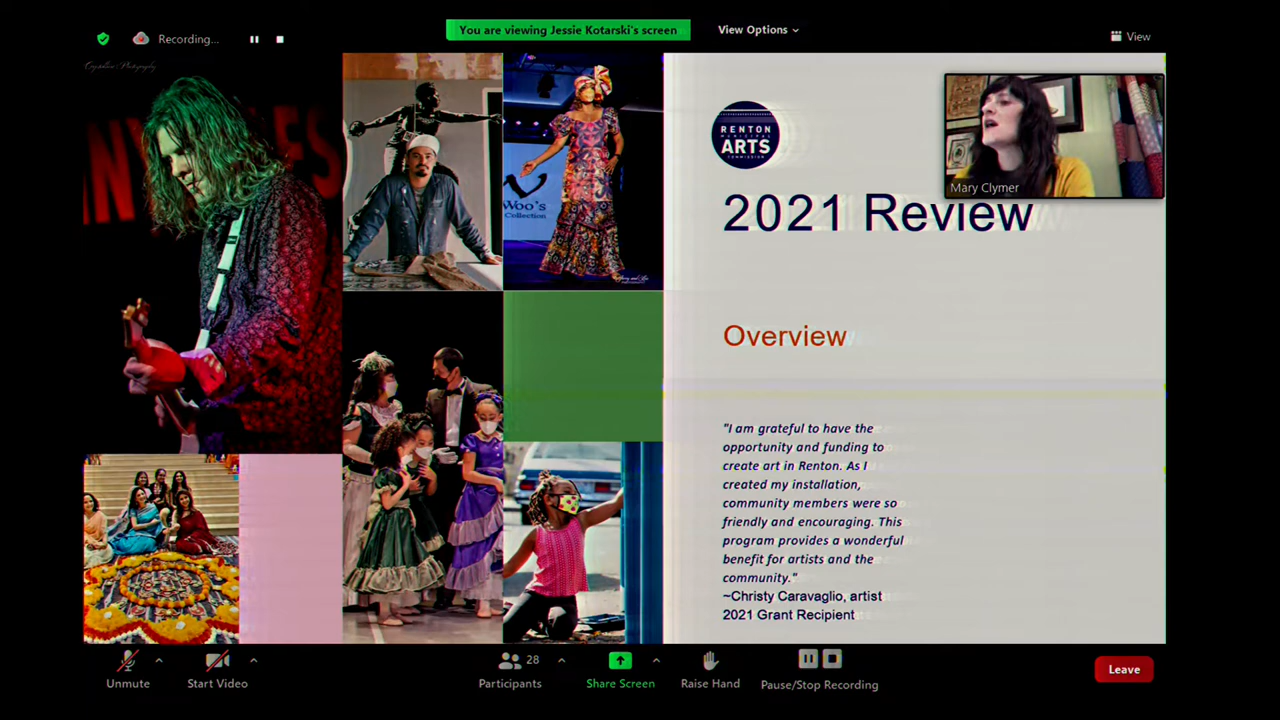 Recording...
You are viewing Jessie Kotarski's screen
View Options
View
RENTON
MUNICIPAL
ARTS
COMMISSION
Mary Clymer
2021 Review
Woo's
Collection
Overview
"I am grateful to have the
opportunity and funding to
create art in Renton. As I
created my installation,
community members were so
friendly and encouraging. This
program provides a wonderful
benefit for artists and the
community."
~Christy Caravaglio, artist
2021 Grant Recipient
Unmute
Start Video
28
Participants
Share Screen
Raise Hand
Pause/Stop Recording
Leave